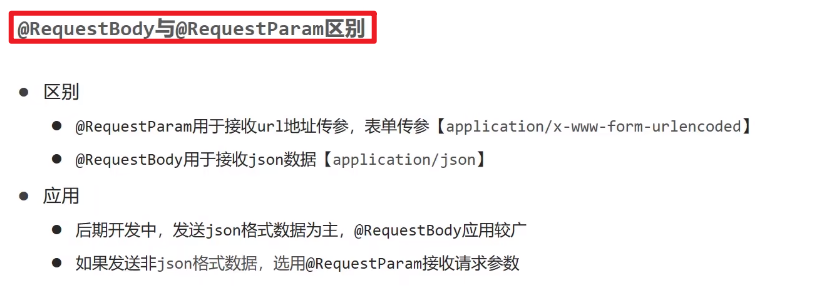 @RequestBody与@RequestParam区别
● 区别
● @RequestParam用于接收url地址传参，表单传参【application/x-www-form-urlencoded】
● @RequestBody用于接收json数据【application/json】
● 应用
● 后期开发中，发送json格式数据为主，@RequestBody应用较广
● 如果发送非json格式数据，选用@RequestParam接收请求参数